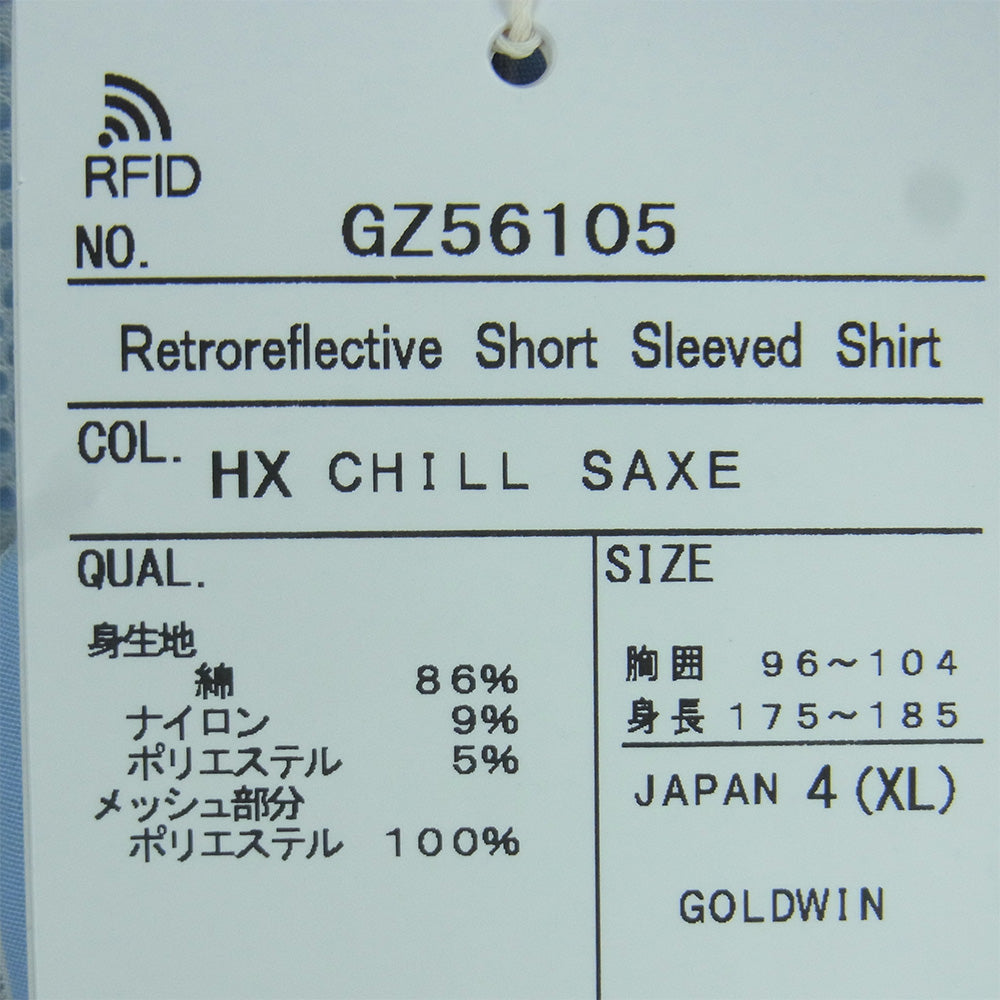 RFID
NO. GZ56105
Retroreflective Short Sleeved Shirt
COL. HX CHILL SAXE
QUAL.
身生地
綿 86%
ナイロン 9%
ポリエステル 5%
メッシュ部分
ポリエステル 100%
SIZE
胸囲 96~104
身長 175~185
JAPAN 4 (XL)
GOLDWIN